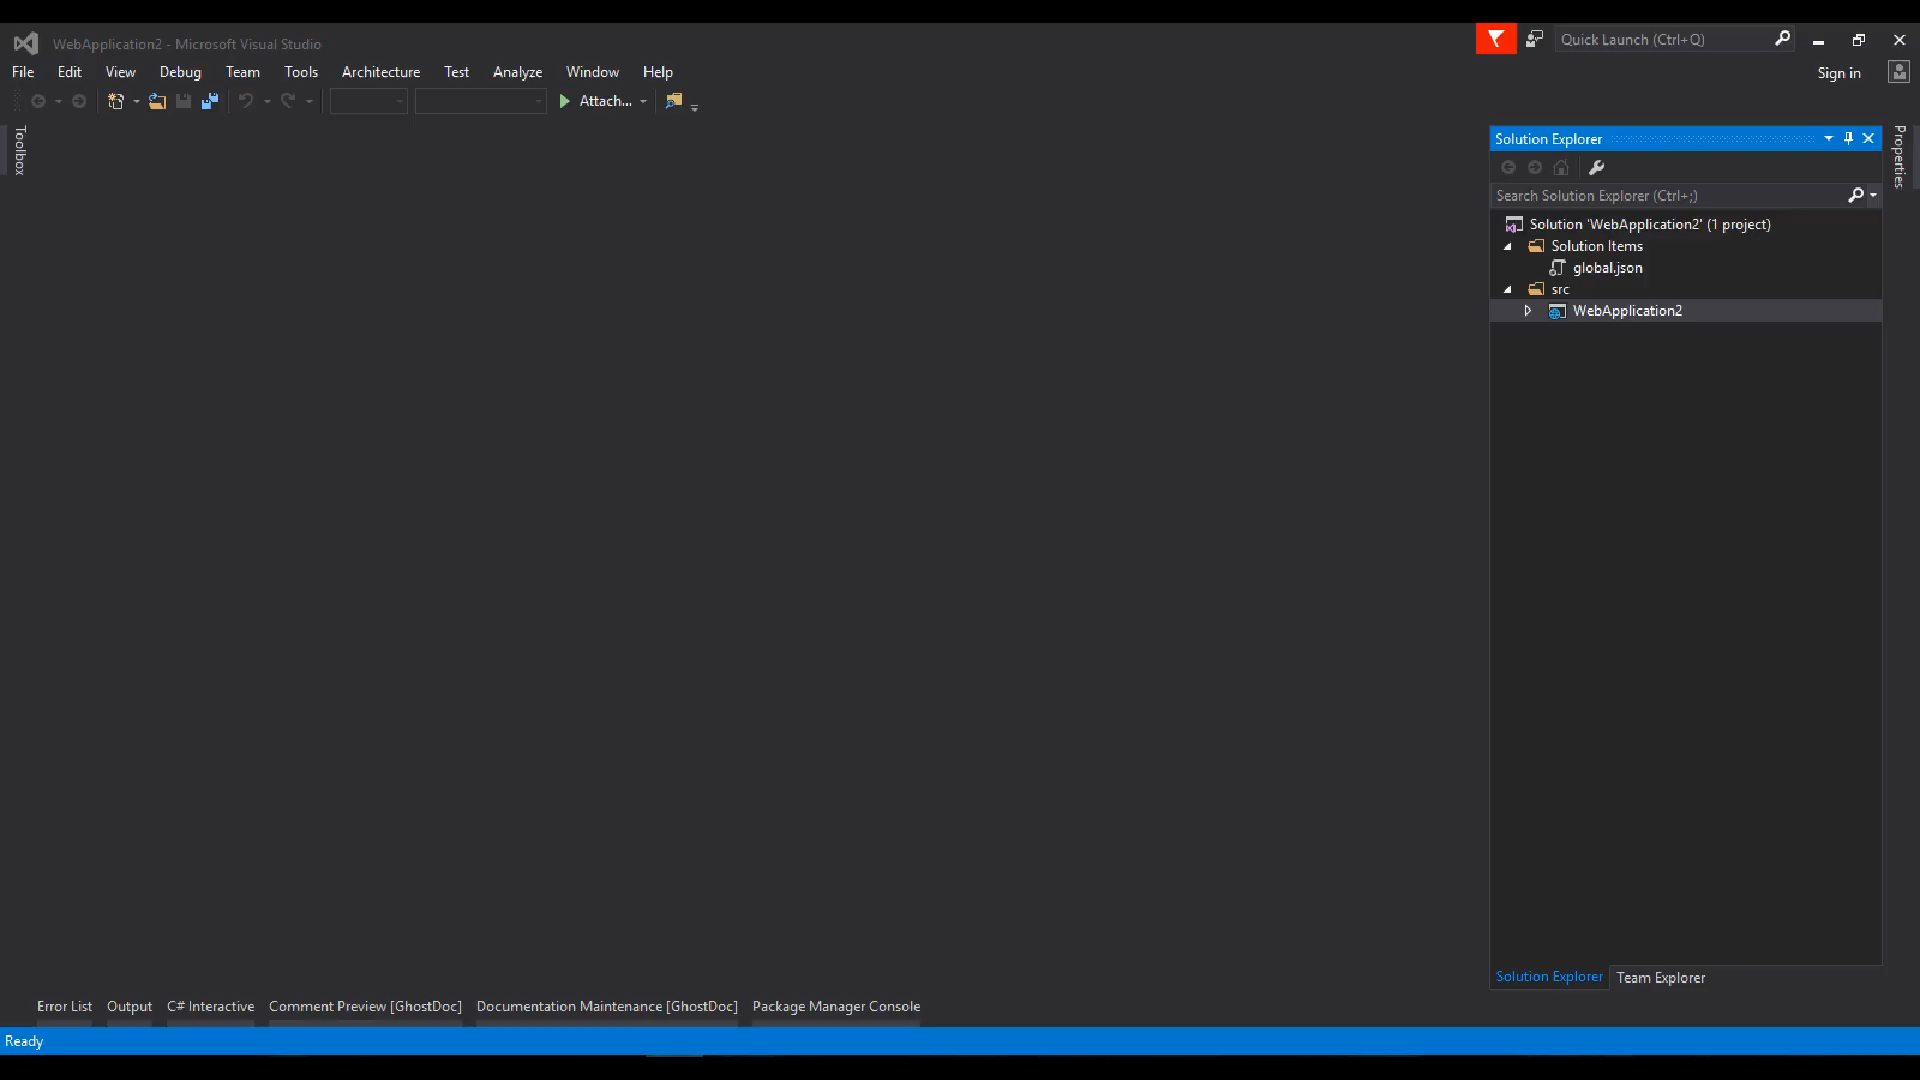 WebApplication2 - Microsoft Visual Studio
Quick Launch (Ctrl+Q)
File Edit View Debug Team Tools Architecture Test Analyze Window Help
Sign in
Attach...
Toolbox
Solution Explorer
Properties
Search Solution Explorer (Ctrl+;)
Solution 'WebApplication2' (1 project)
Solution Items
global.json
src
WebApplication2
Solution Explorer Team Explorer
Error List Output C# Interactive Comment Preview [GhostDoc] Documentation Maintenance [GhostDoc] Package Manager Console
Ready